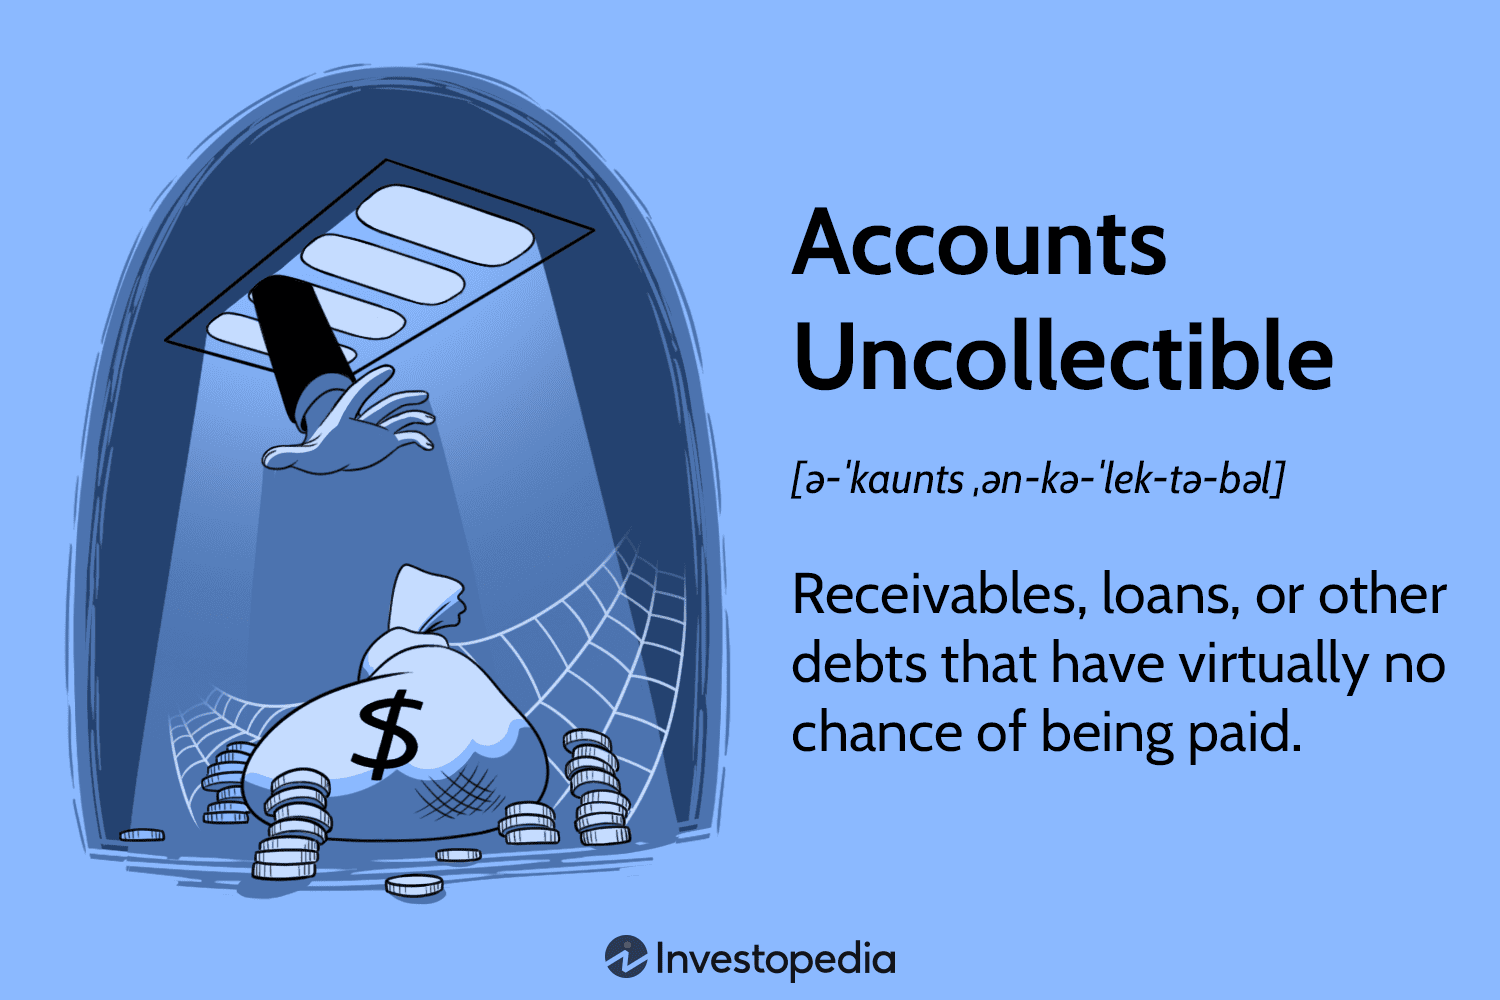 Accounts
Uncollectible
[ə-ˈkaunts ˌən-kə-ˈlek-tə-bəl]
Receivables, loans, or other
debts that have virtually no
chance of being paid.
$
Investopedia